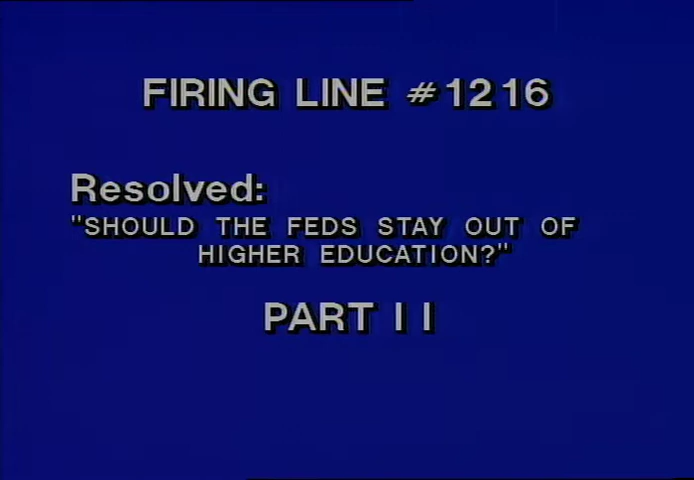 FIRING LINE #1216
Resolved:
"SHOULD THE FEDS STAY OUT OF
HIGHER EDUCATION?"
PART II